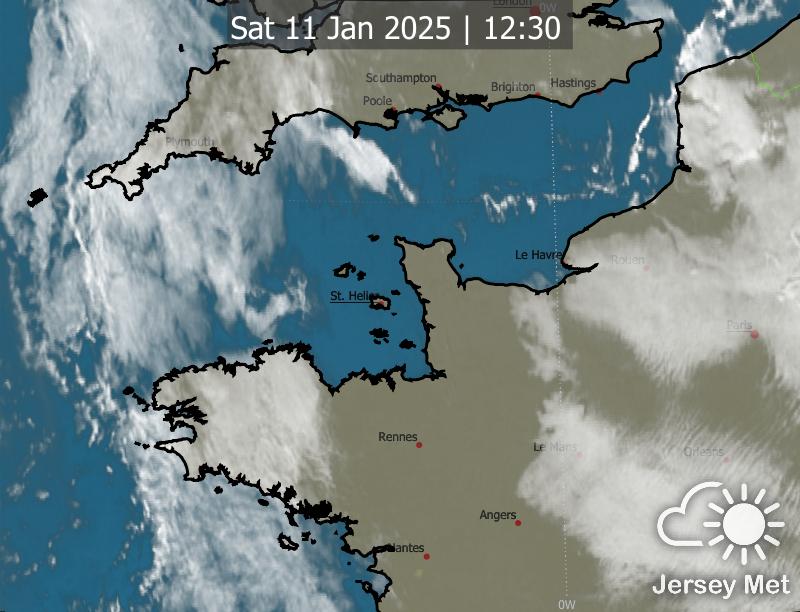 London
0W
Sat 11 Jan 2025 | 12:30
Southampton
Brighton
Hastings
Poole
Plymouth
Le Havre
Rouen
St. Helier
Paris
Rennes
Le Mans
Orleans
Angers
Nantes
Jersey Met
0W